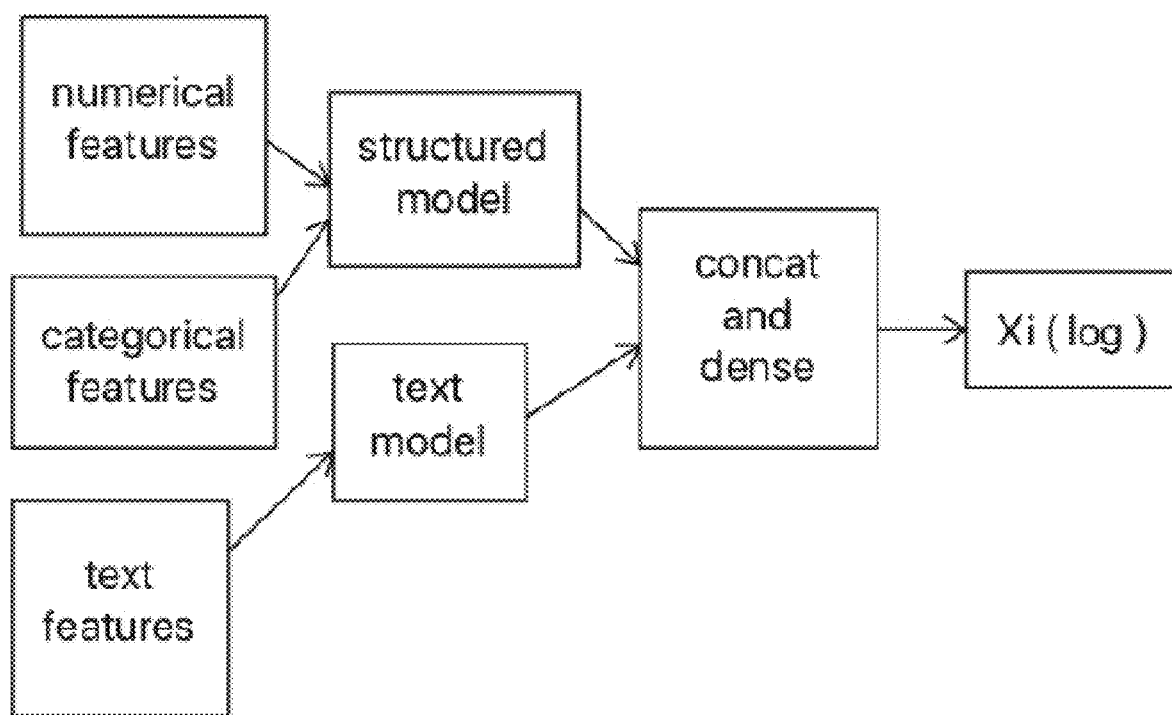 numerical
features
structured
model
categorical
features
text
model
text
features
concat
and
dense
Xi ( log )